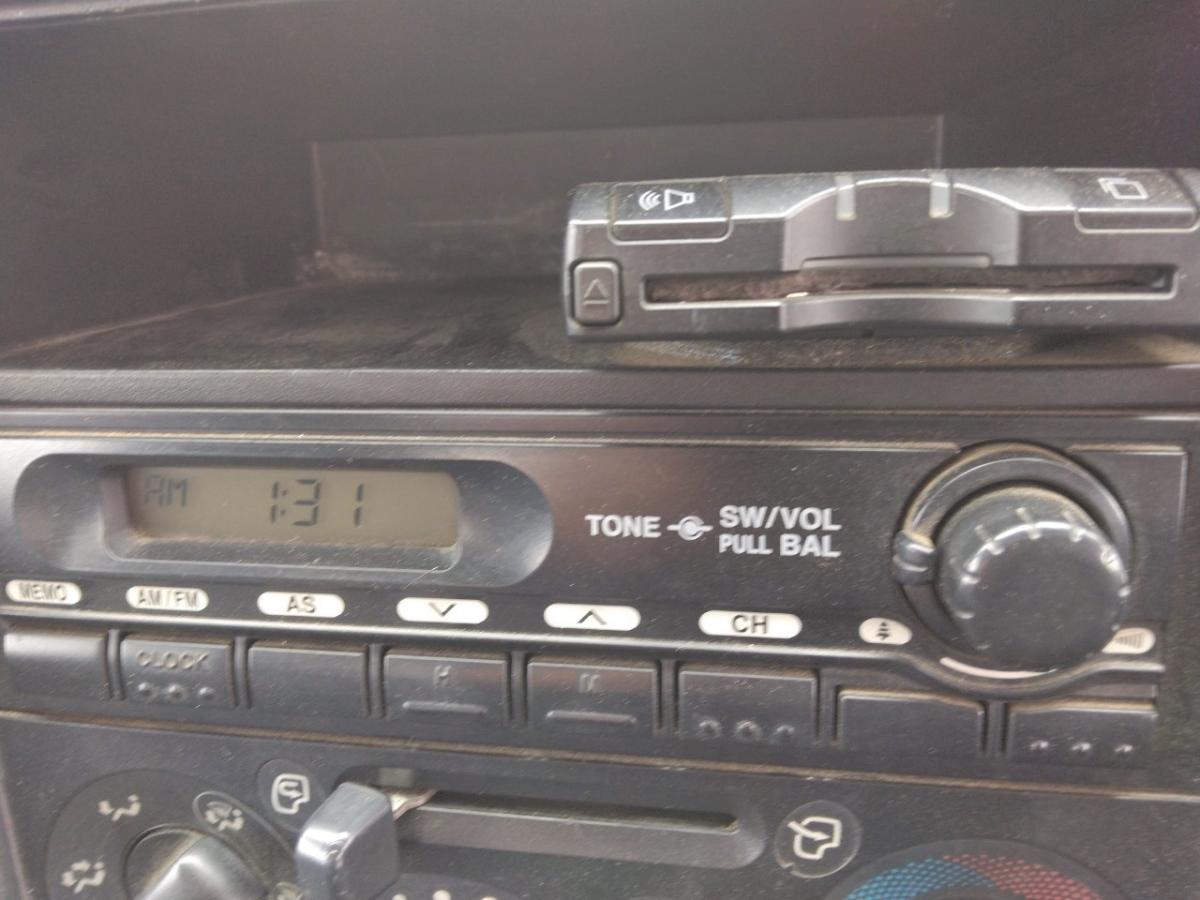 AM 1:31
TONE SW/VOL
PULL BAL
MEMO AM/FM AS CH
CLOCK H M